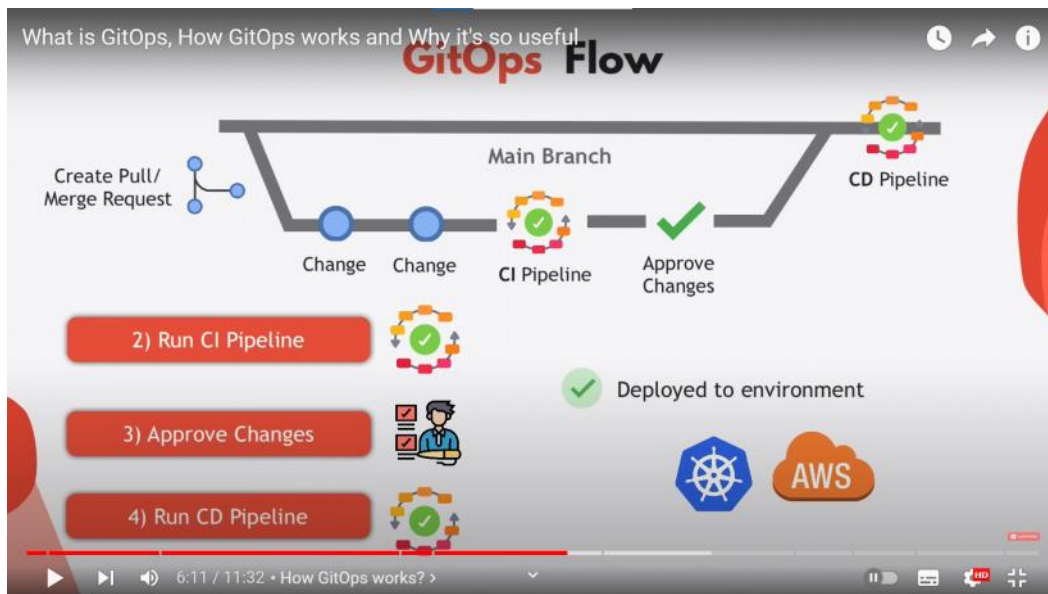 What is GitOps, How GitOps works and Why it's so useful
GitOps Flow
Create Pull/
Merge Request
Main Branch
CD Pipeline
Change
Change
CI Pipeline
Approve
Changes
2) Run CI Pipeline
3) Approve Changes
4) Run CD Pipeline
Deployed to environment
AWS
6:11 / 11:32 • How GitOps works? >
HD